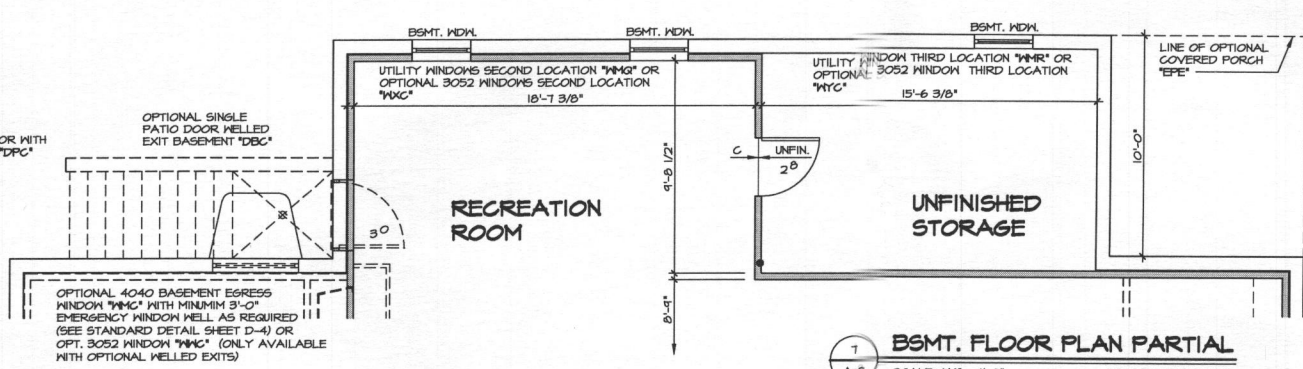 BSMT. WDW.
BSMT. WDW.
BSMT. WDW.
UTILITY WINDOWS SECOND LOCATION "WMQ" OR
OPTIONAL 3052 WINDOWS SECOND LOCATION
"WXC"
18'-7 3/8"
UTILITY WINDOW THIRD LOCATION "WMR" OR
OPTIONAL 3052 WINDOW THIRD LOCATION
"WYC"
15'-6 3/8"
LINE OF OPTIONAL
COVERED PORCH
"EPE"
10'-0"
OR WITH
"DPC"
OPTIONAL SINGLE
PATIO DOOR WELLED
EXIT BASEMENT "DBC"
30
RECREATION
ROOM
9'-8 1/2"
8'-9"
C
UNFIN.
28
UNFINISHED
STORAGE
OPTIONAL 4040 BASEMENT EGRESS
WINDOW "WMC" WITH MINUMIM 3'-0"
EMERGENCY WINDOW WELL AS REQUIRED
(SEE STANDARD DETAIL SHEET D-4) OR
OPT. 3052 WINDOW "WWC" (ONLY AVAILABLE
WITH OPTIONAL WELLED EXITS)
7
BSMT. FLOOR PLAN PARTIAL